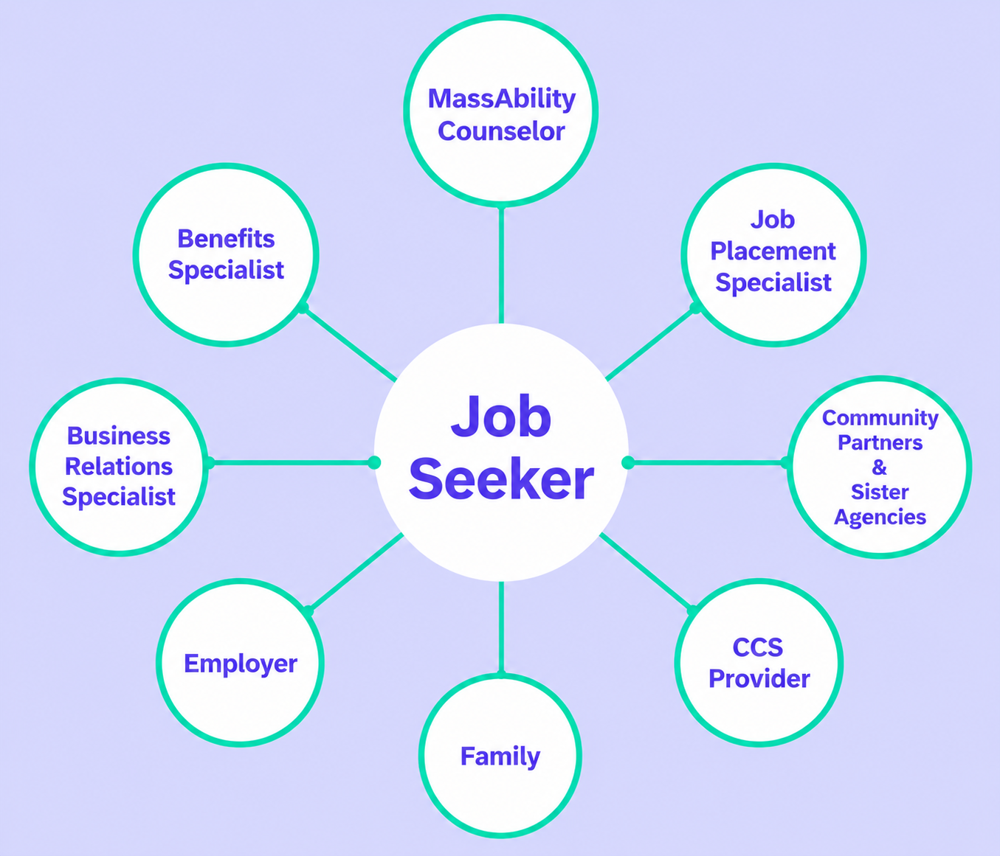 MassAbility
Counselor
Job
Placement
Specialist
Community
Partners
&
Sister
Agencies
CCS
Provider
Family
Employer
Business
Relations
Specialist
Benefits
Specialist
Job
Seeker